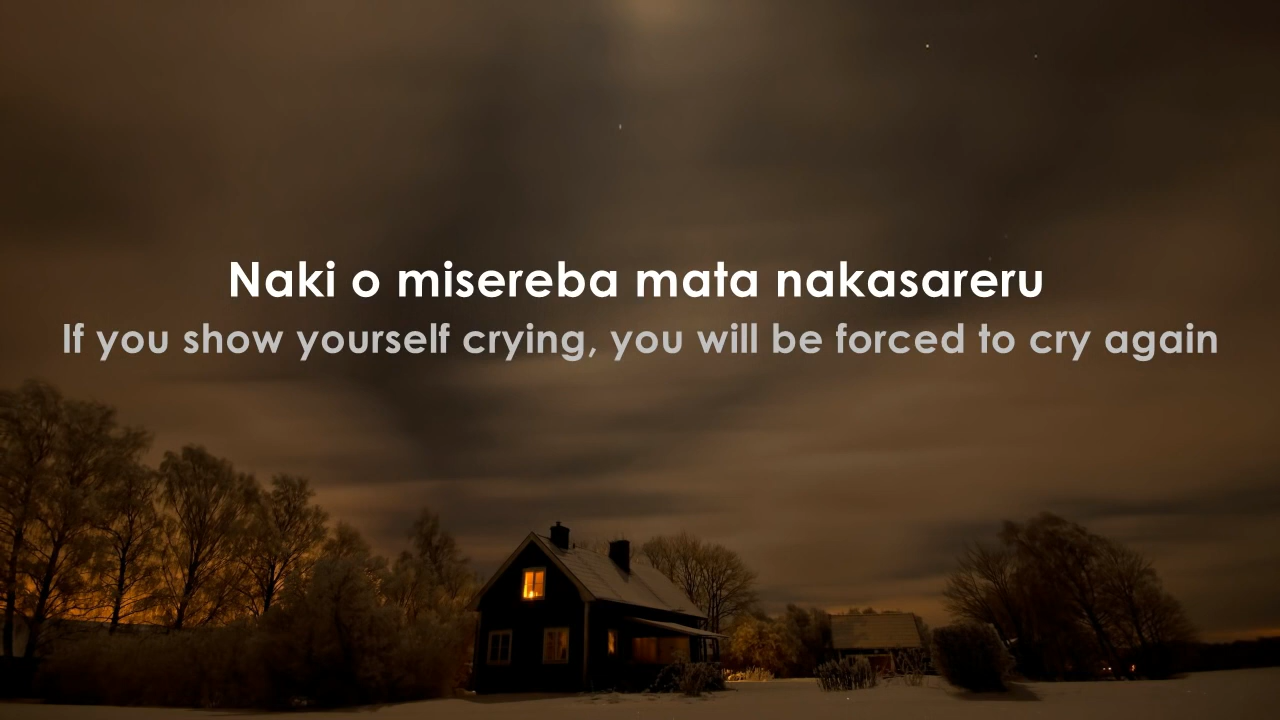 Naki o misereba mata nakasareru
If you show yourself crying, you will be forced to cry again